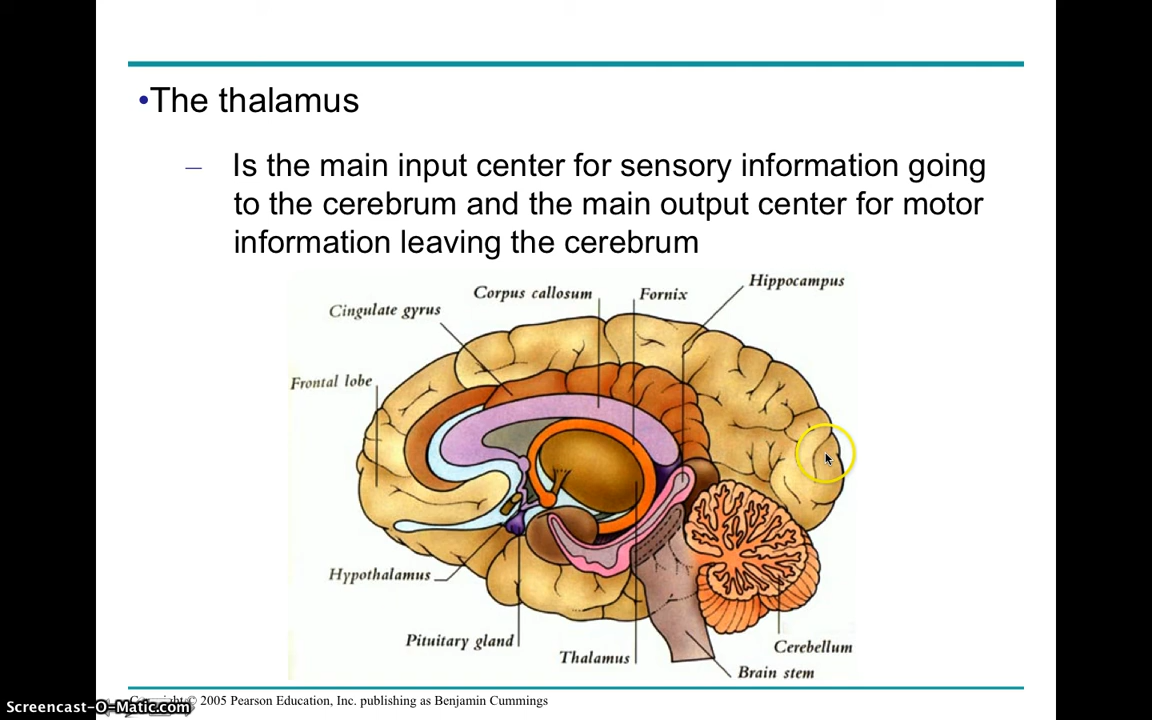 •The thalamus
– Is the main input center for sensory information going
to the cerebrum and the main output center for motor
information leaving the cerebrum
Hippocampus
Corpus callosum
Fornix
Cingulate gyrus
Frontal lobe
Hypothalamus
Pituitary gland
Thalamus
Cerebellum
Brain stem
© 2005 Pearson Education, Inc. publishing as Benjamin Cummings
Screencast-O-Matic.com